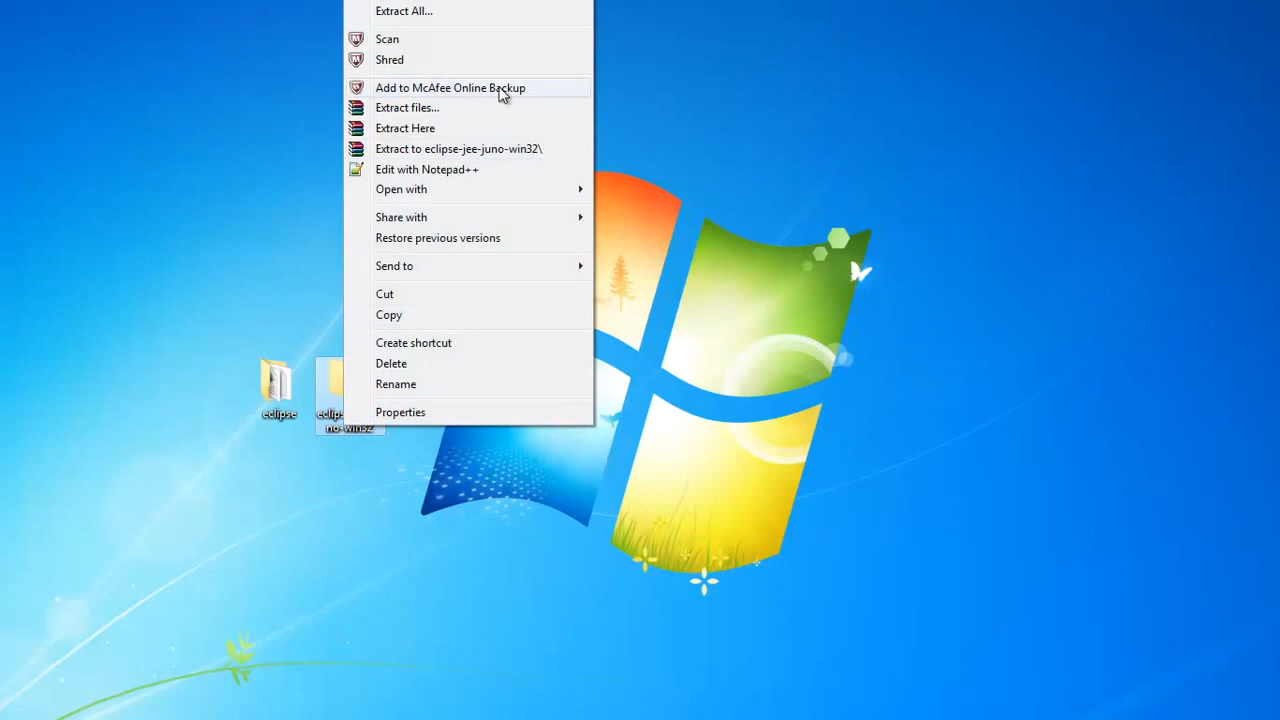 Extract All...
Scan
Shred
Add to McAfee Online Backup
Extract files...
Extract Here
Extract to eclipse-jee-juno-win32\
Edit with Notepad++
Open with
Share with
Restore previous versions
Send to
Cut
Copy
Create shortcut
Delete
Rename
Properties
eclipse
no-win32